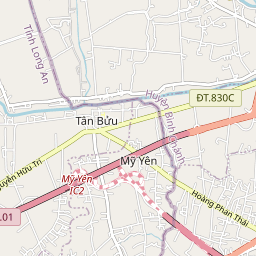 Tỉnh Long An
Huyện Bình Chánh
ĐT.830C
Tân Bửu
Mỹ Yên
Mỹ Yên
IC2
Hữu Trí
Hoàng Phan Thái
.01